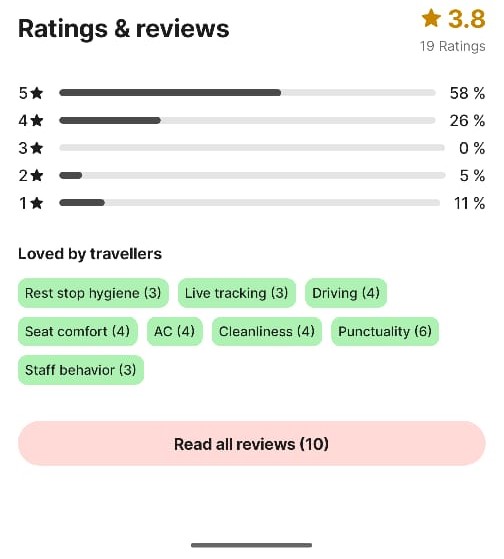 Ratings & reviews
★ 3.8
19 Ratings
5★ 58 %
4★ 26 %
3★ 0 %
2★ 5 %
1★ 11 %
Loved by travellers
Rest stop hygiene (3) Live tracking (3) Driving (4)
Seat comfort (4) AC (4) Cleanliness (4) Punctuality (6)
Staff behavior (3)
Read all reviews (10)